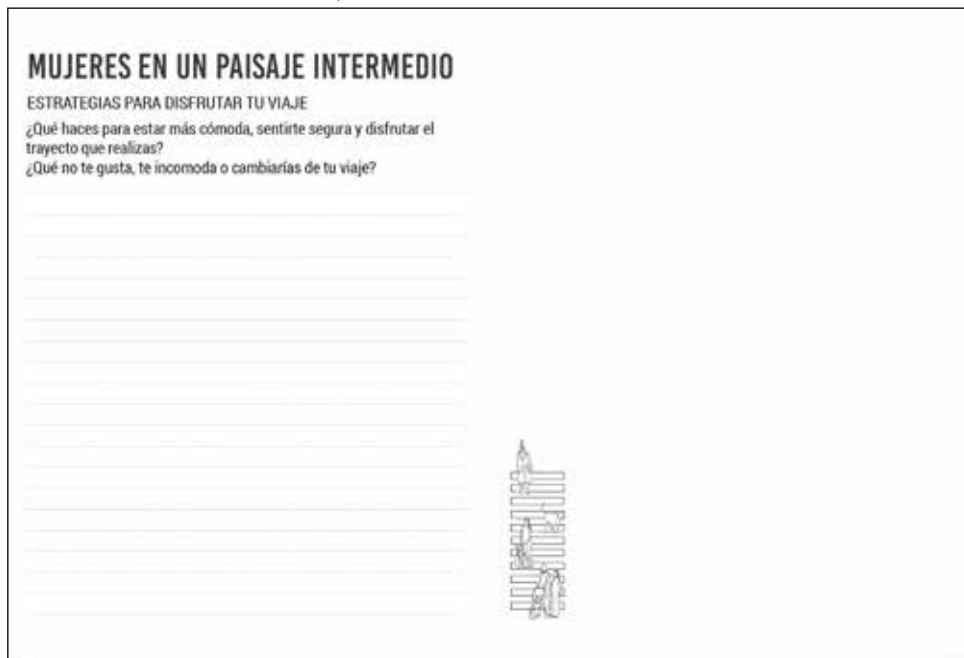 MUJERES EN UN PAISAJE INTERMEDIO
ESTRATEGIAS PARA DISFRUTAR TU VIAJE
¿Qué haces para estar más cómoda, sentirte segura y disfrutar el
trayecto que realizas?
¿Qué no te gusta, te incomoda o cambiarías de tu viaje?